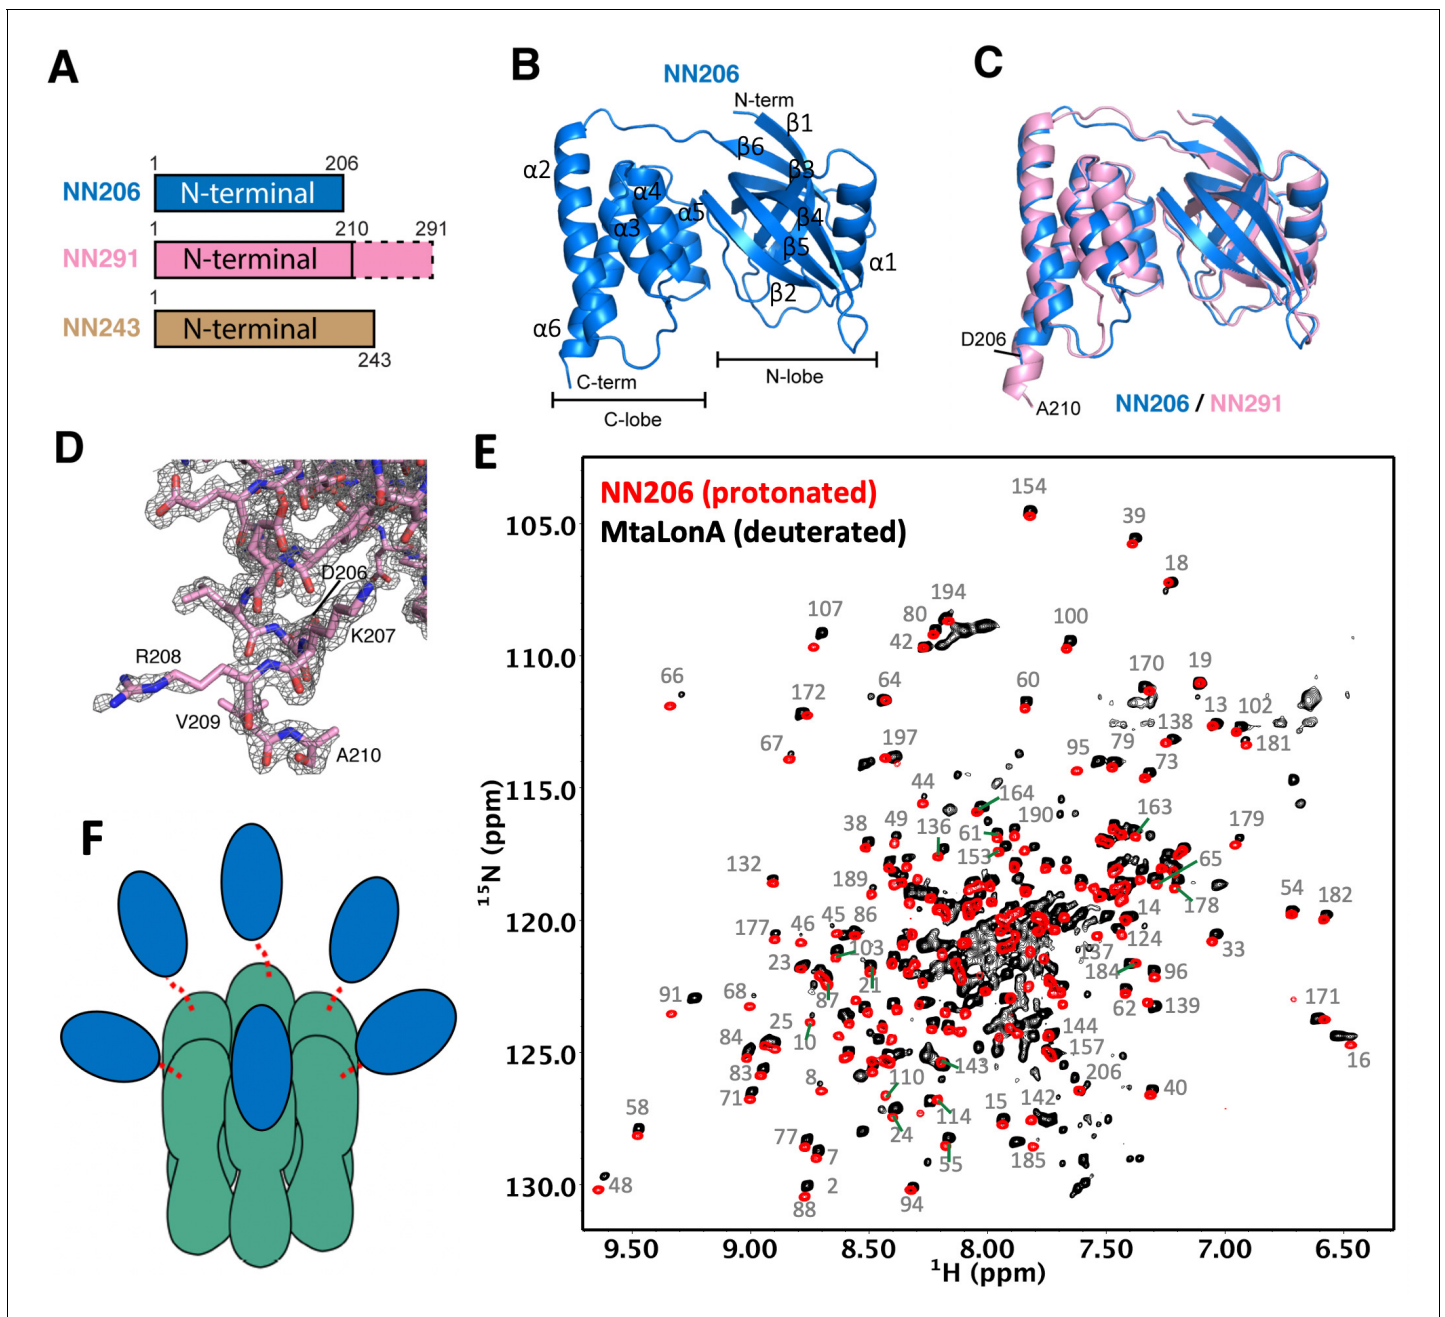 A
1 206
NN206 N-terminal
1 210 291
NN291 N-terminal
1
NN243 N-terminal
243
B
NN206
N-term
β1
β6
β3
α2
α4
α5
β4
α3
β5
α1
β2
α6
C-term
N-lobe
C-lobe
C
D206
A210
NN206 / NN291
D
D206
K207
R208
V209
A210
E
NN206 (protonated)
MtaLonA (deuterated)
105.0
110.0
115.0
120.0
125.0
130.0
15N (ppm)
9.50 9.00 8.50 8.00 7.50 7.00 6.50
1H (ppm)
154
39
18
194
107
80
42
100
66
172
64
60
170
19
13
102
138
181
67
197
95
79
73
44
164
38
49
136
61
190
153
163
179
65
132
189
178
54
182
177
46
45
86
103
14
124
137
184
33
96
23
87
21
91
68
62
139
171
25
10
84
144
157
16
83
8
110
143
206
71
40
58
114
24
15
142
77
7
55
185
48
2
88
94
F